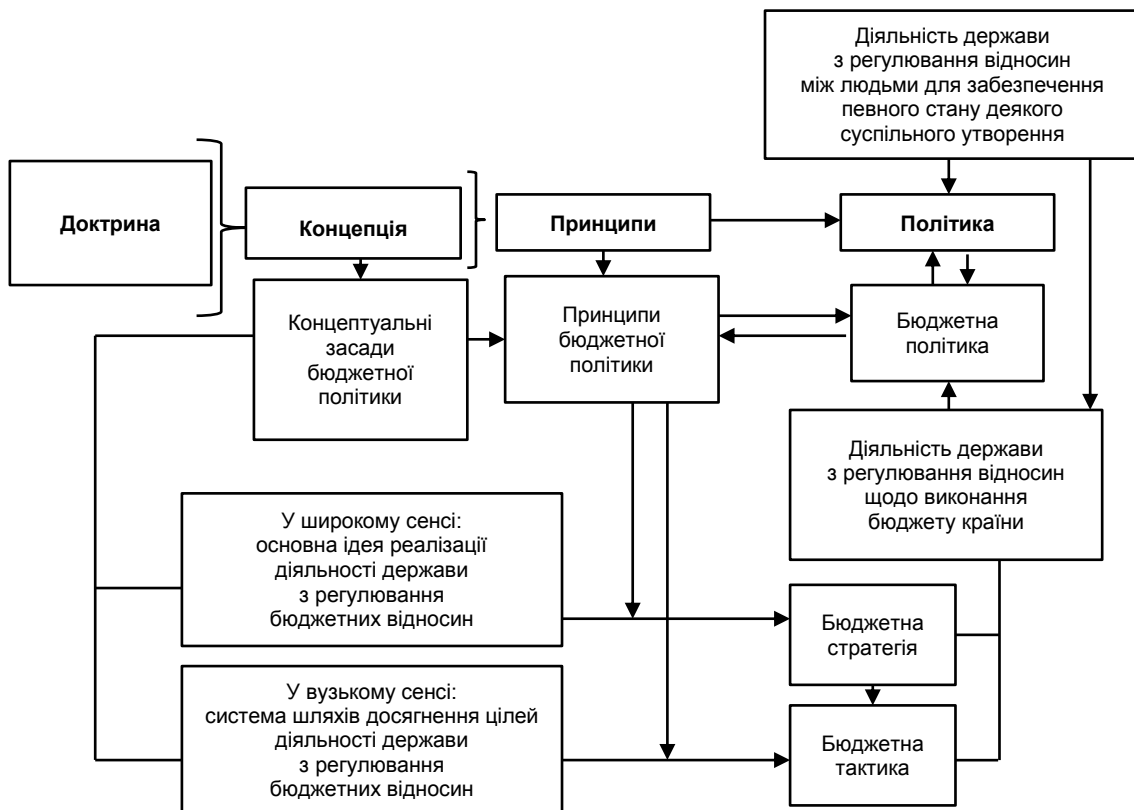 Діяльність держави
з регулювання відносин
між людьми для забезпечення
певного стану деякого
суспільного утворення
Доктрина
Концепція
Принципи
Політика
Концептуальні
засади
бюджетної
політики
Принципи
бюджетної
політики
Бюджетна
політика
Діяльність держави
з регулювання відносин
щодо виконання
бюджету країни
У широкому сенсі:
основна ідея реалізації
діяльності держави
з регулювання
бюджетних відносин
Бюджетна
стратегія
У вузькому сенсі:
система шляхів досягнення цілей
діяльності держави
з регулювання
бюджетних відносин
Бюджетна
тактика